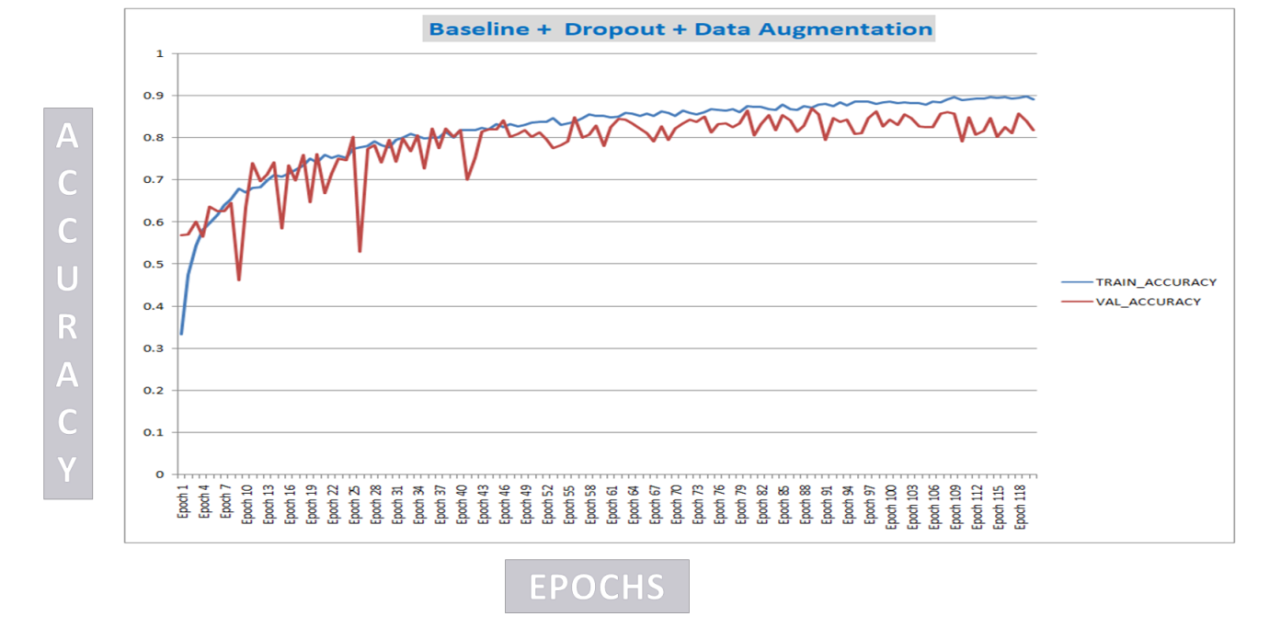 Baseline +  Dropout + Data Augmentation
A
C
C
U
R
A
C
Y
1
0.9
0.8
0.7
0.6
0.5
0.4
0.3
0.2
0.1
0
TRAIN_ACCURACY
VAL_ACCURACY
Epoch 1
Epoch 4
Epoch 7
Epoch 10
Epoch 13
Epoch 16
Epoch 19
Epoch 22
Epoch 25
Epoch 28
Epoch 31
Epoch 34
Epoch 37
Epoch 40
Epoch 43
Epoch 46
Epoch 49
Epoch 52
Epoch 55
Epoch 58
Epoch 61
Epoch 64
Epoch 67
Epoch 70
Epoch 73
Epoch 76
Epoch 79
Epoch 82
Epoch 85
Epoch 88
Epoch 91
Epoch 94
Epoch 97
Epoch 100
Epoch 103
Epoch 106
Epoch 109
Epoch 112
Epoch 115
Epoch 118
EPOCHS